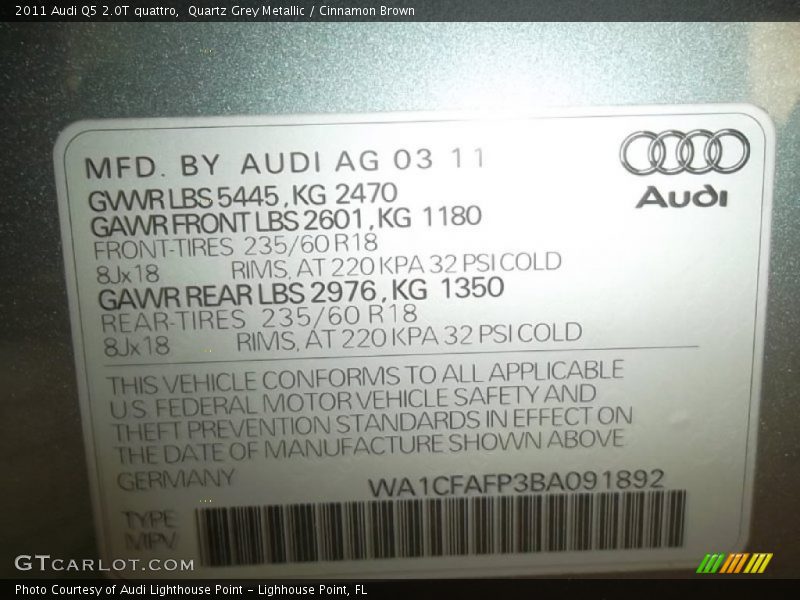 2011 Audi Q5 2.0T quattro,  Quartz Grey Metallic / Cinnamon Brown
MFD. BY AUDI AG 03 11
Audi
GVWR LBS 5445, KG 2470
GAWR FRONT LBS 2601, KG 1180
FRONT-TIRES 235/60 R18
8Jx18 RIMS, AT 220 KPA 32 PSI COLD
GAWR REAR LBS 2976, KG 1350
REAR-TIRES 235/60 R18
8Jx18 RIMS, AT 220 KPA 32 PSI COLD
THIS VEHICLE CONFORMS TO ALL APPLICABLE
U.S. FEDERAL MOTOR VEHICLE SAFETY AND
THEFT PREVENTION STANDARDS IN EFFECT ON
THE DATE OF MANUFACTURE SHOWN ABOVE
GERMANY WA1CFAFP3BA091892
TYPE
MPV
GTCARLOT.COM
Photo Courtesy of Audi Lighthouse Point - Lighhouse Point, FL